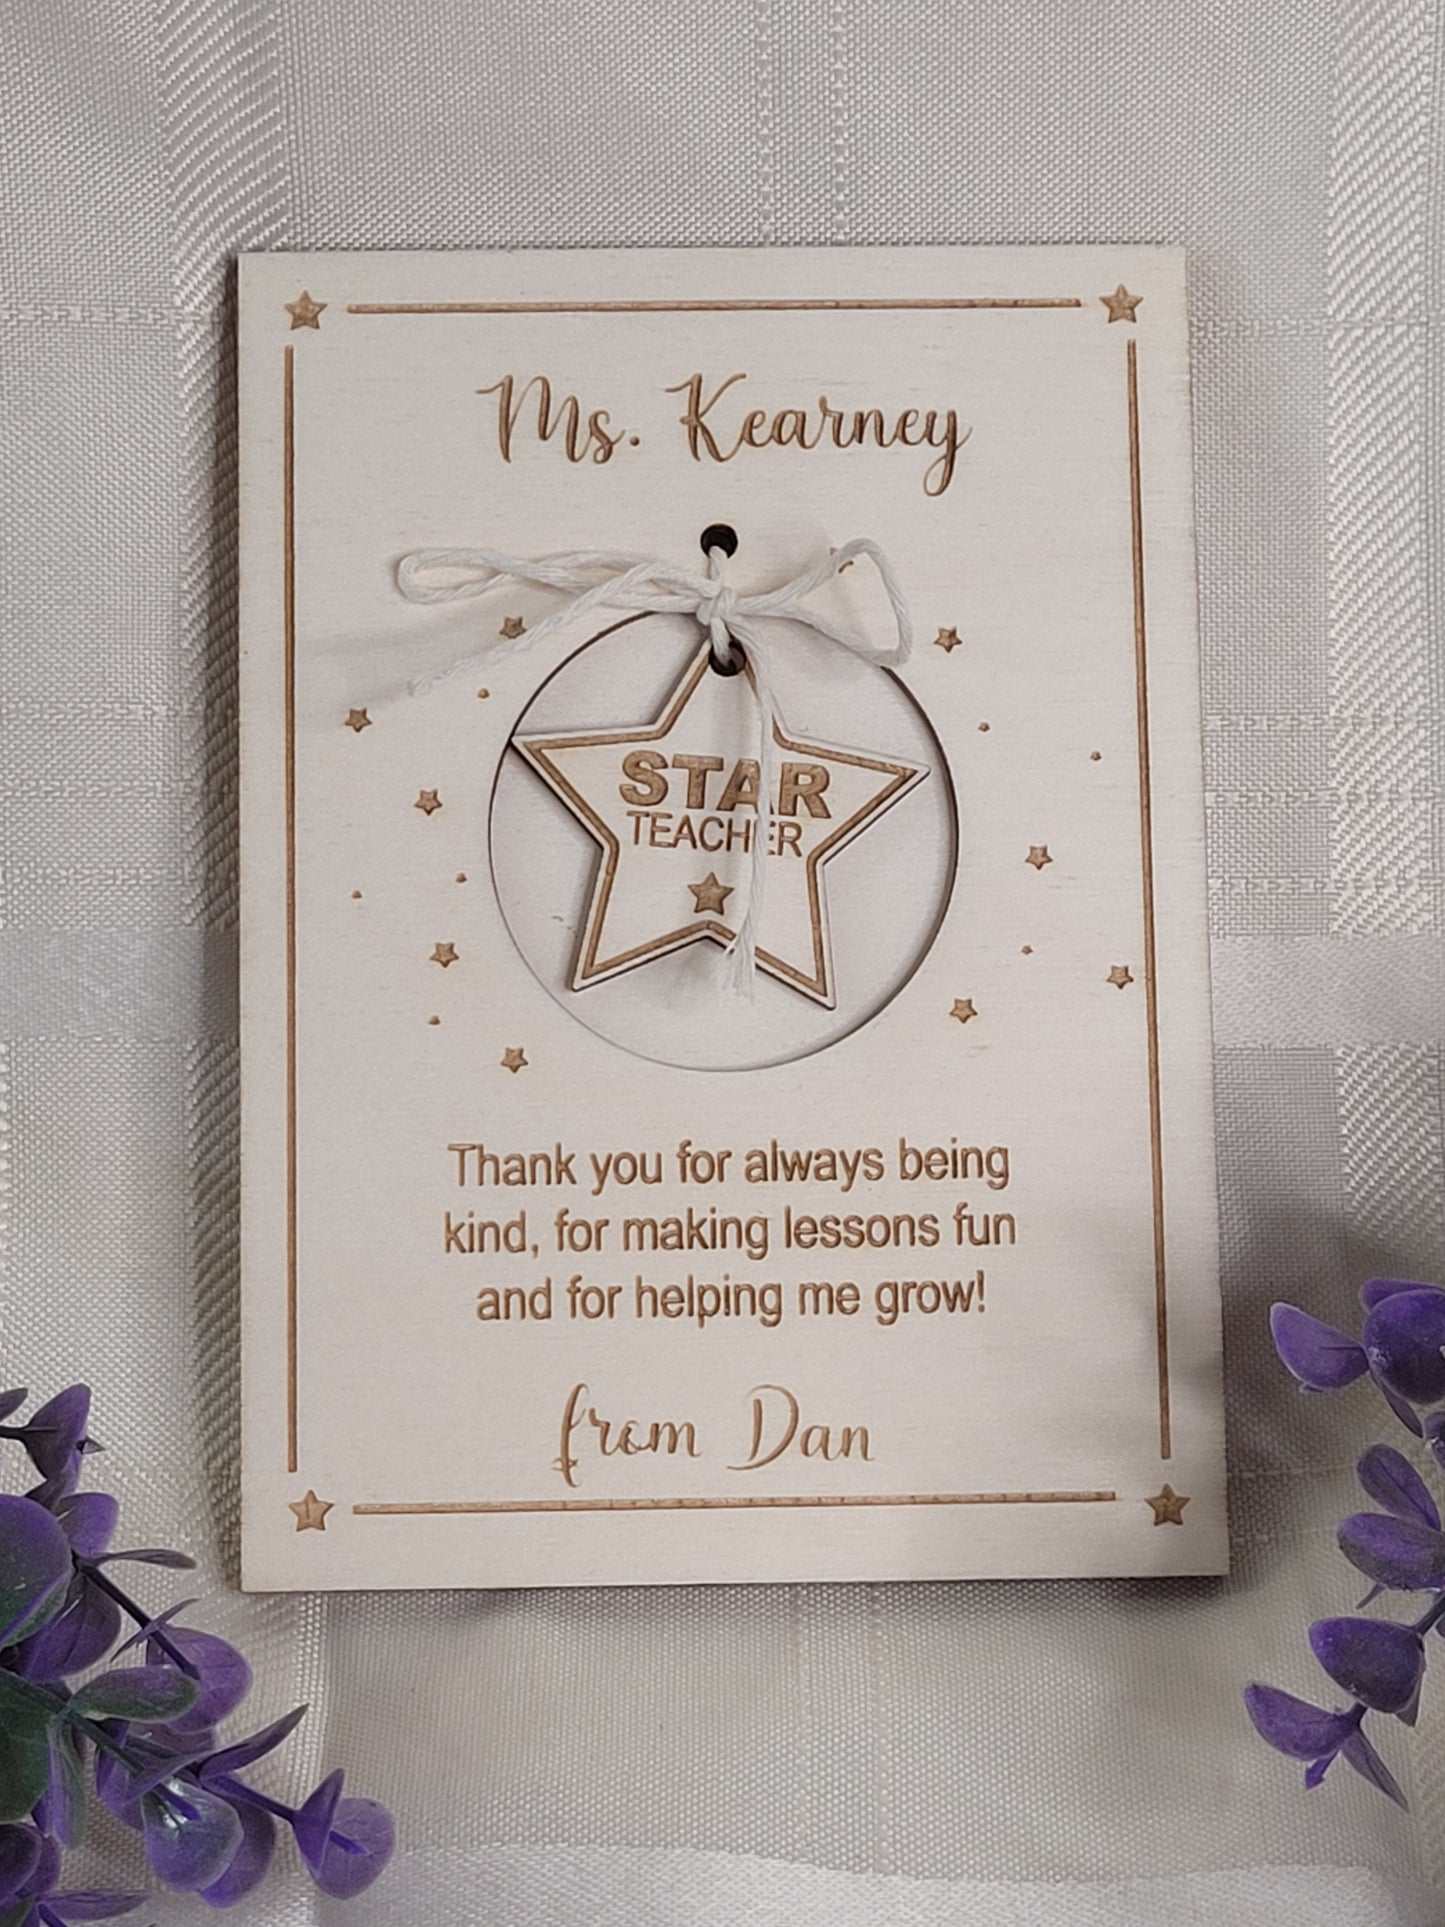 Ms. Kearney
STAR
TEACHER
Thank you for always being
kind, for making lessons fun
and for helping me grow!
from Dan